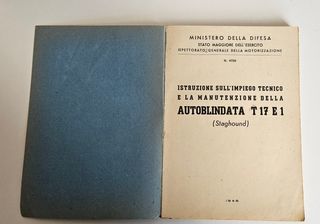 MINISTERO DELLA DIFESA
STATO MAGGIORE DELL'ESERCITO
ISPETTORATO GENERALE DELLA MOTORIZZAZIONE
N.
ISTRUZIONE SULL'IMPIEGO TECNICO
E LA MANUTENZIONE DELLA
AUTOBLINDATA T 17 E 1
(Staghound)